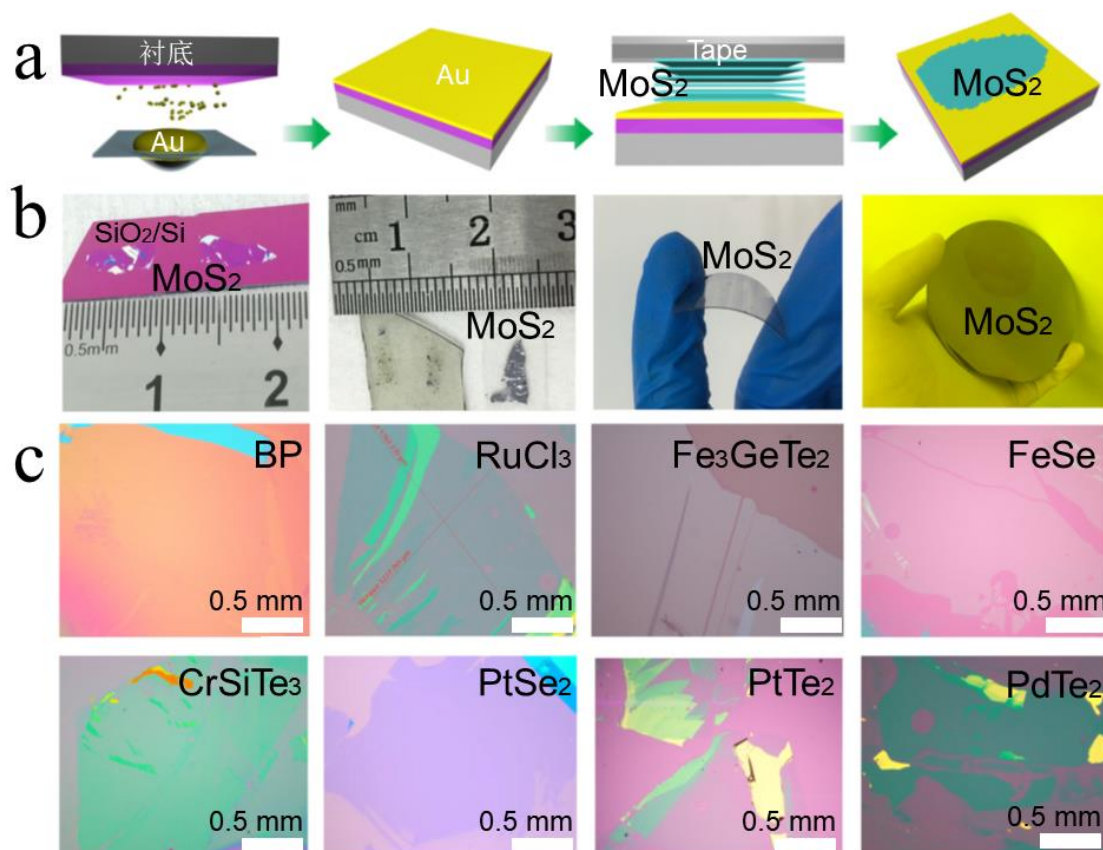 a
衬底
Au
Au
Tape
MoS₂
MoS₂
b
SiO₂/Si
MoS₂
0.5mm
1 2
mm
cm 1 2 3
0.5mm
MoS₂
MoS₂
MoS₂
c
BP
0.5 mm
RuCl₃
0.5 mm
Fe₃GeTe₂
0.5 mm
FeSe
0.5 mm
CrSiTe₃
0.5 mm
PtSe₂
0.5 mm
PtTe₂
0.5 mm
PdTe₂
0.5 mm